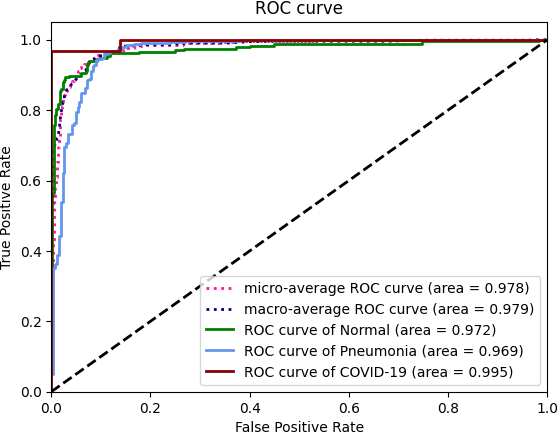 ROC curve
True Positive Rate
1.0
0.8
0.6
0.4
0.2
0.0
micro-average ROC curve (area = 0.978)
macro-average ROC curve (area = 0.979)
ROC curve of Normal (area = 0.972)
ROC curve of Pneumonia (area = 0.969)
ROC curve of COVID-19 (area = 0.995)
0.0 0.2 0.4 0.6 0.8 1.0
False Positive Rate